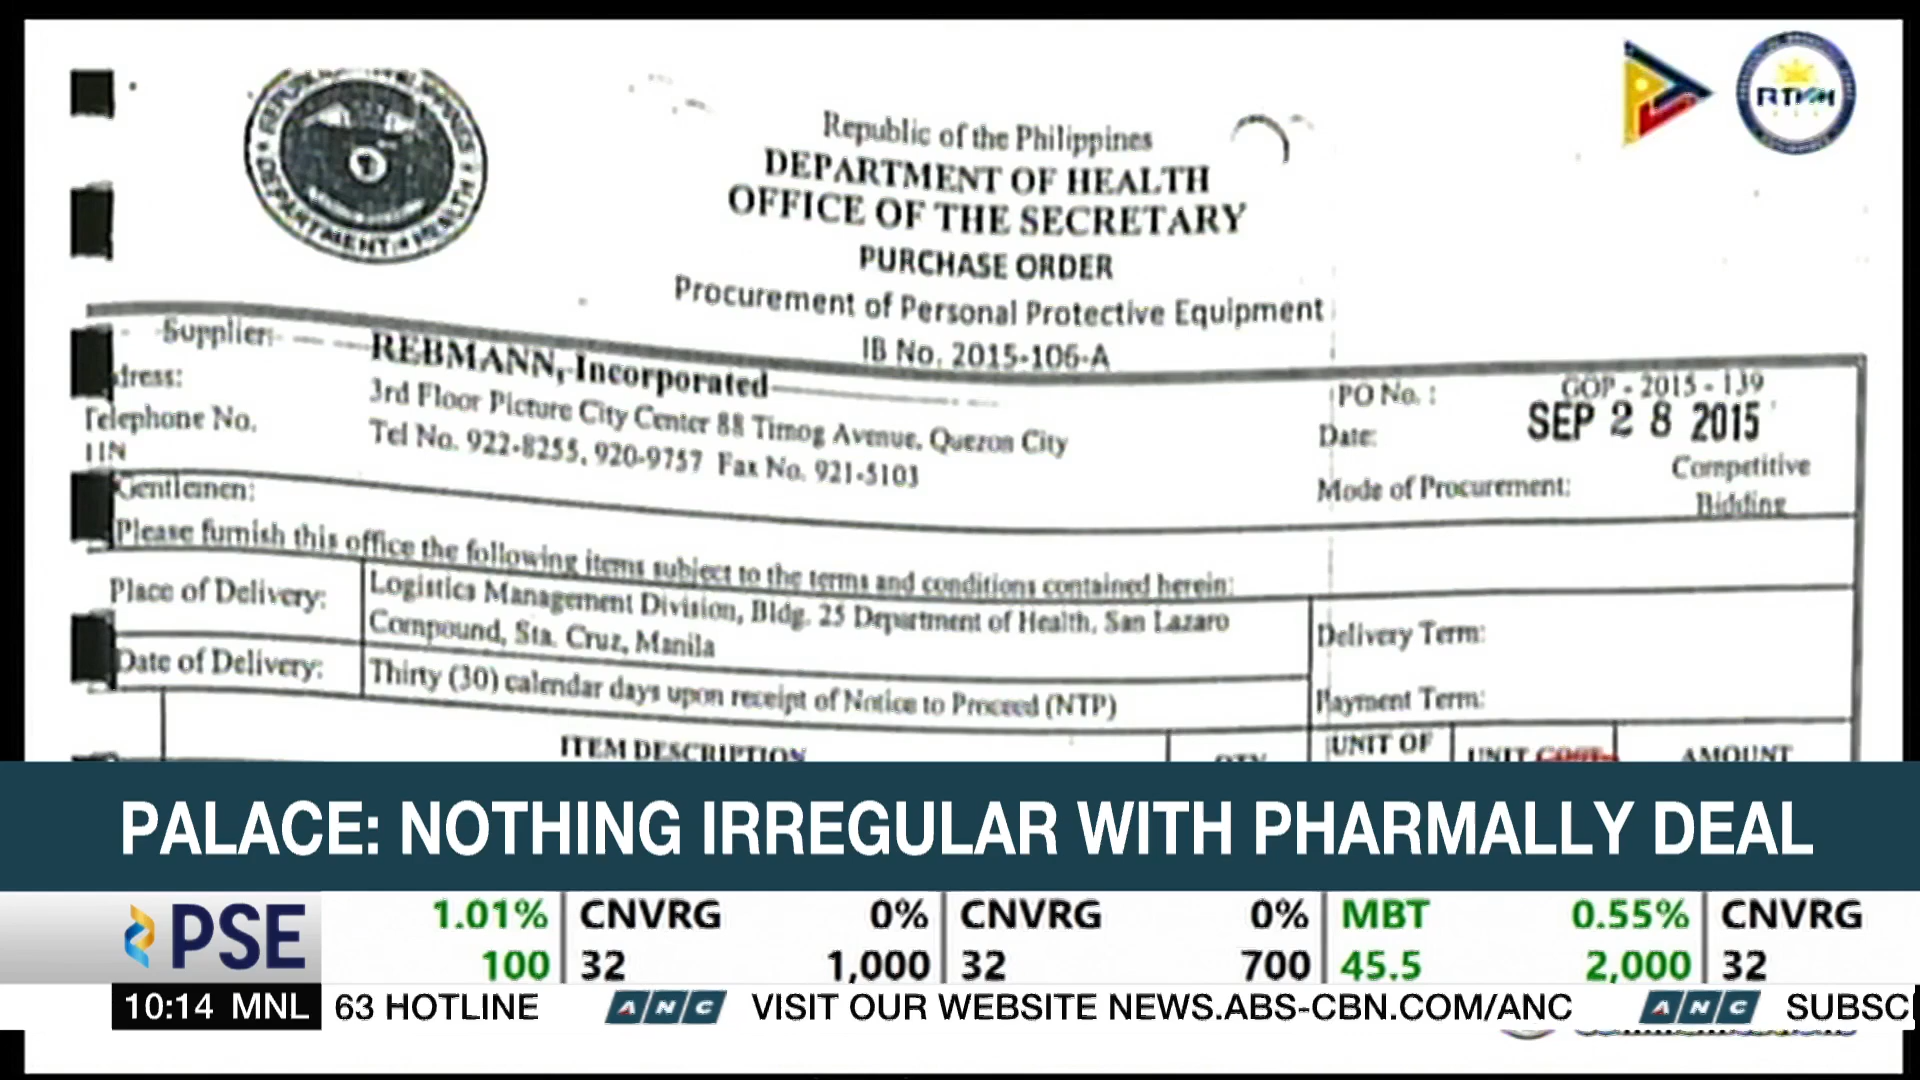 RTVM
Republic of the Philippines
DEPARTMENT OF HEALTH
OFFICE OF THE SECRETARY
PURCHASE ORDER
Procurement of Personal Protective Equipment
IB No. 2015-106-A
Supplier:
REBMANN, Incorporated
dress:
3rd Floor Picture City Center 88 Timog Avenue, Quezon City
Telephone No.
Tel No. 922-8255, 920-9757 Fax No. 921-5103
PO No. :
GOP - 2015 - 139
Date:
SEP 28 2015
Mode of Procurement:
Competitive
Bidding
Gentlemen:
Please furnish this office the following items subject to the terms and conditions contained herein:
Place of Delivery:
Logistics Management Division, Bldg. 25 Department of Health, San Lazaro
Compound, Sta. Cruz, Manila
Date of Delivery:
Thirty (30) calendar days upon receipt of Notice to Proceed (NTP)
Delivery Term:
Payment Term:
ITEM DESCRIPTION
QTY
UNIT OF
UNIT COST
AMOUNT
PALACE: NOTHING IRREGULAR WITH PHARMALLY DEAL
PSE
1.01% CNVRG 0% CNVRG 0% MBT 0.55% CNVRG
100 32 1,000 32 700 45.5 2,000 32
10:14 MNL 63 HOTLINE ANC VISIT OUR WEBSITE NEWS.ABS-CBN.COM/ANC ANC SUBSC